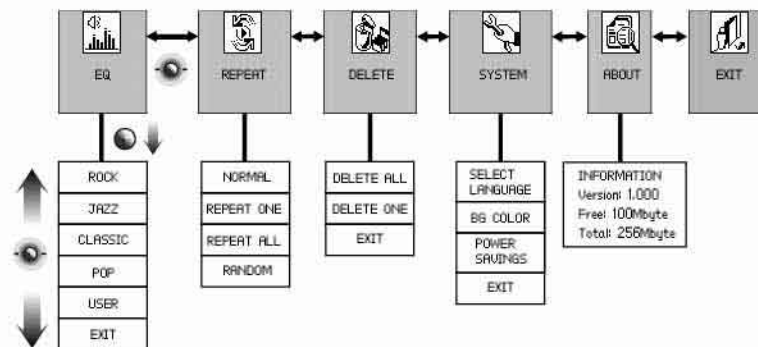 EQ
REPEAT
DELETE
SYSTEM
ABOUT
EXIT
ROCK
JAZZ
CLASSIC
POP
USER
EXIT
NORMAL
REPEAT ONE
REPEAT ALL
RANDOM
DELETE ALL
DELETE ONE
EXIT
SELECT
LANGUAGE
BG COLOR
POWER
SAVINGS
EXIT
INFORMATION
Version: 1.000
Free: 100Mbyte
Total: 256Mbyte